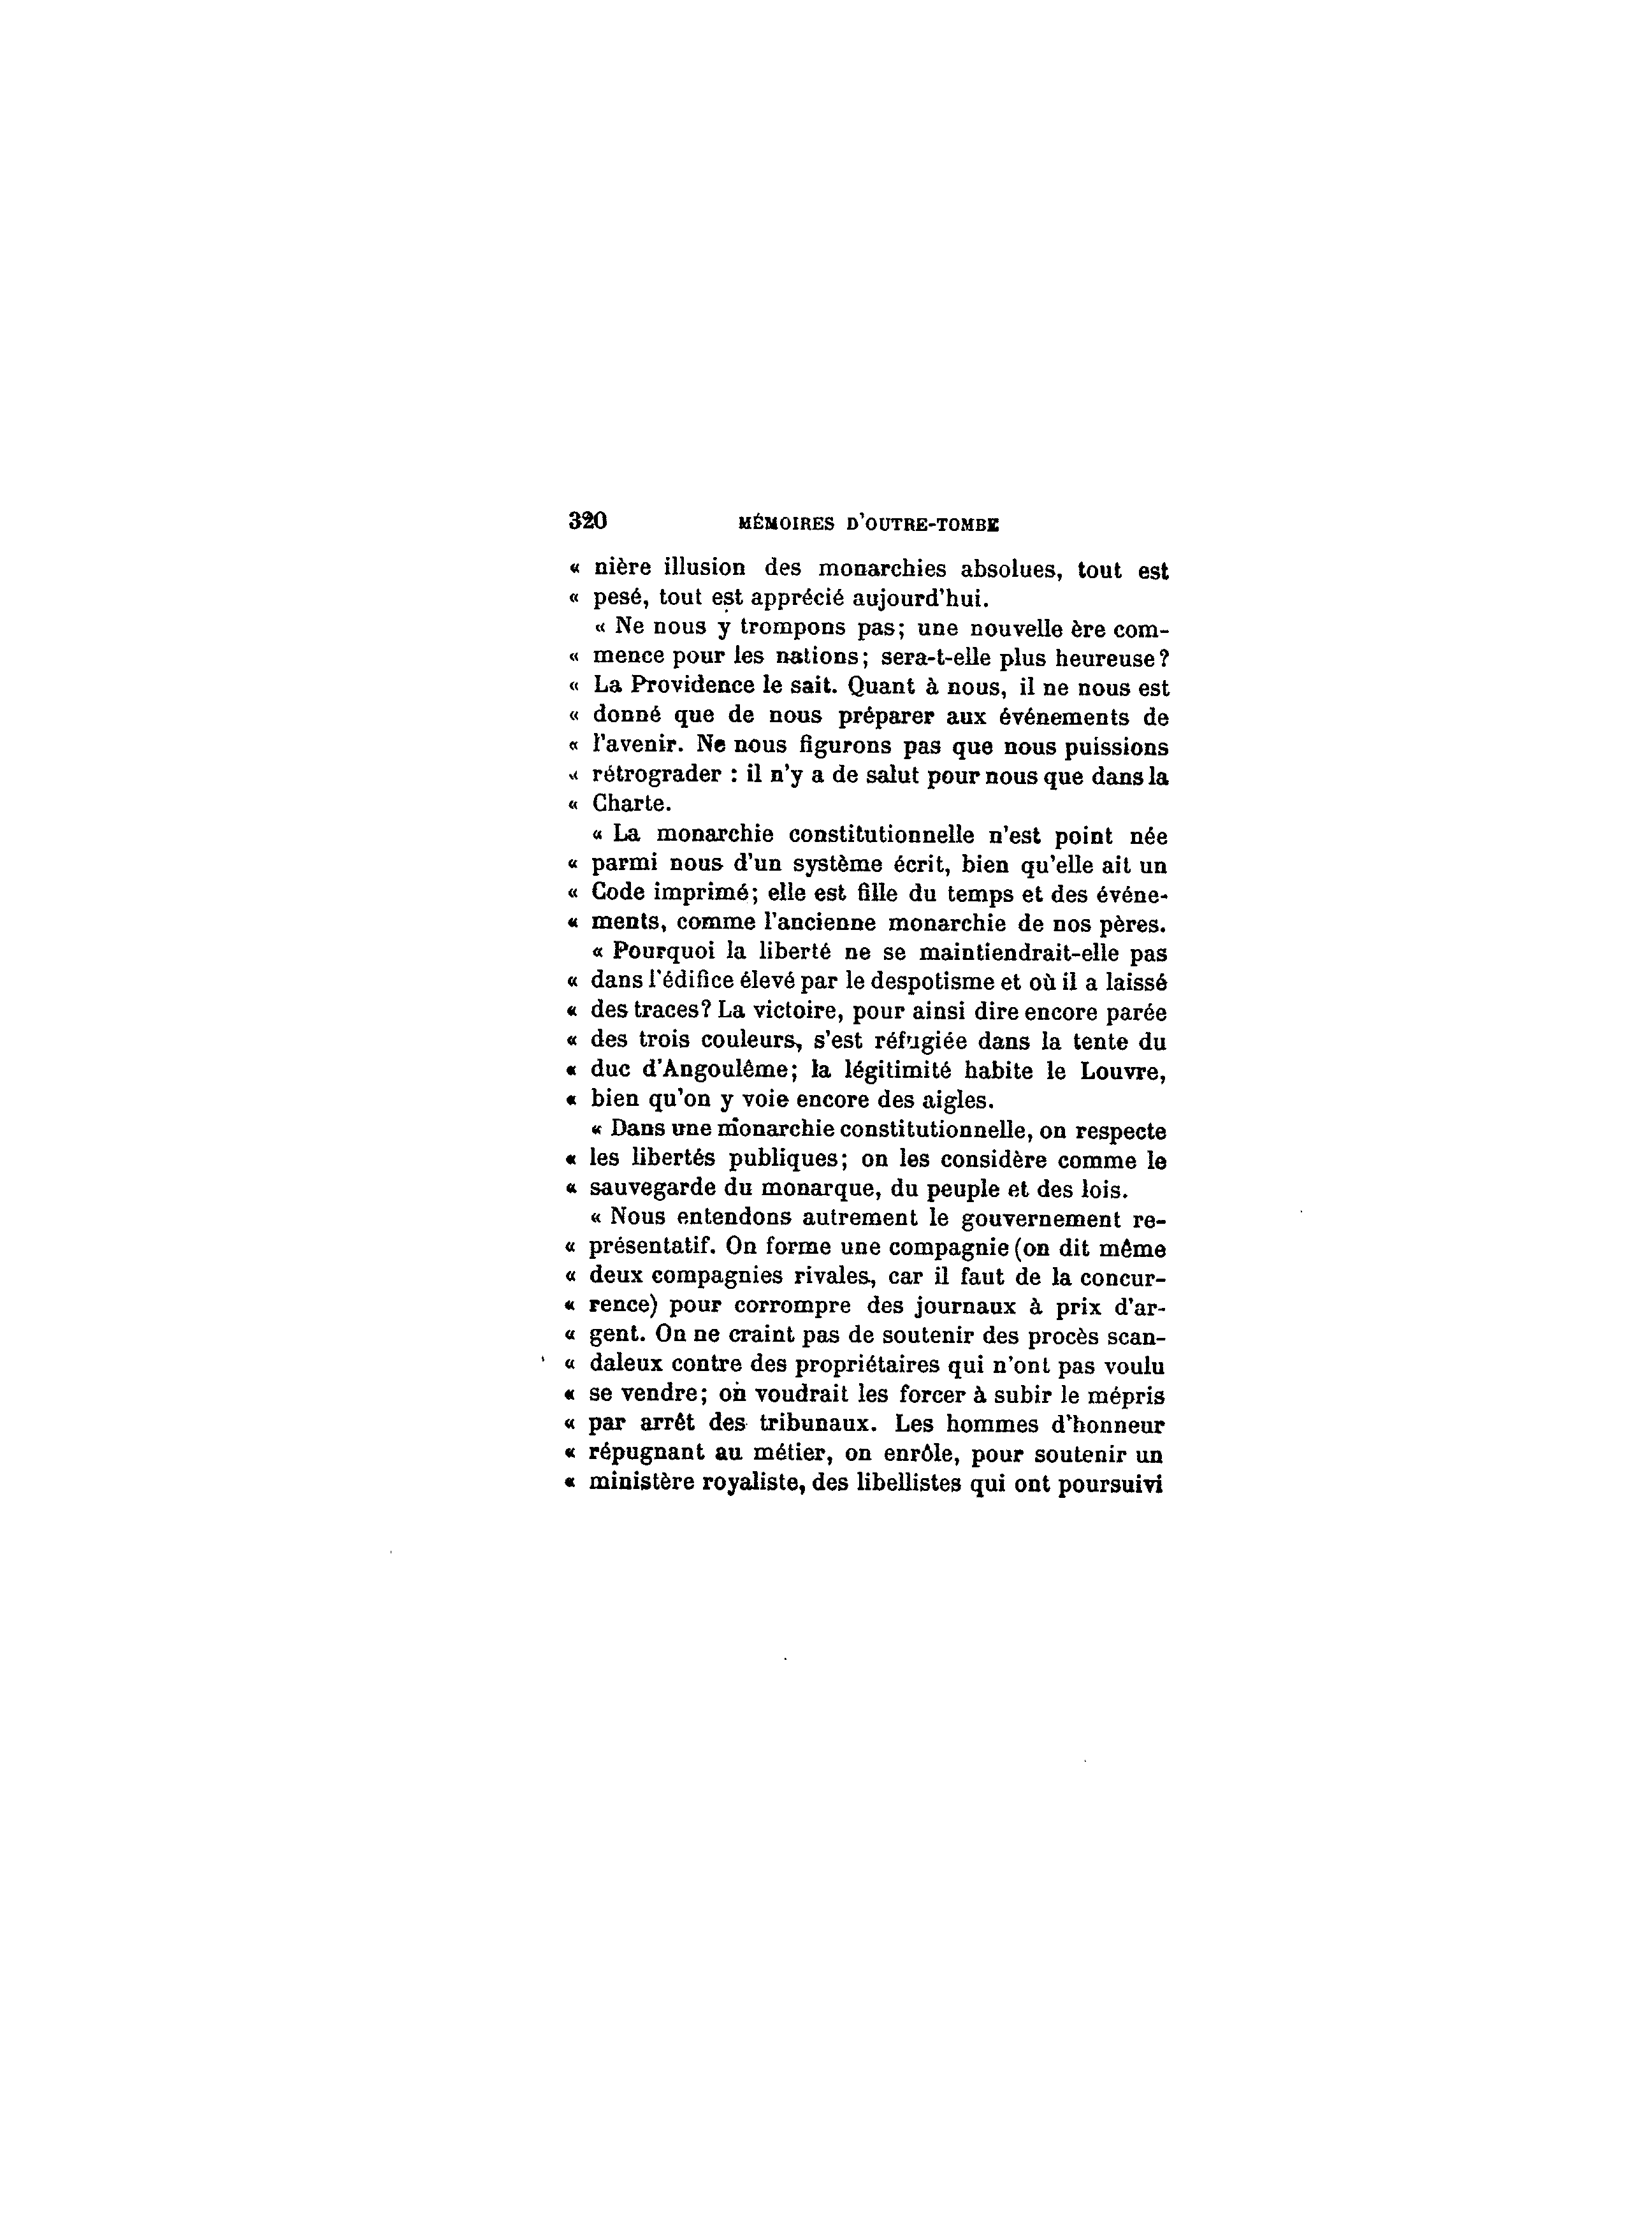 320 MÉMOIRES D'OUTRE-TOMBE
« nière illusion des monarchies absolues, tout est
« pesé, tout est apprécié aujourd'hui.
« Ne nous y trompons pas; une nouvelle ère com-
« mence pour les nations; sera-t-elle plus heureuse?
« La Providence le sait. Quant à nous, il ne nous est
« donné que de nous préparer aux événements de
« l'avenir. Ne nous figurons pas que nous puissions
« rétrograder : il n'y a de salut pour nous que dans la
« Charte.
« La monarchie constitutionnelle n'est point née
« parmi nous d'un système écrit, bien qu'elle ait un
« Code imprimé; elle est fille du temps et des événe-
« ments, comme l'ancienne monarchie de nos pères.
« Pourquoi la liberté ne se maintiendrait-elle pas
« dans l'édifice élevé par le despotisme et où il a laissé
« des traces? La victoire, pour ainsi dire encore parée
« des trois couleurs, s'est réfugiée dans la tente du
« duc d'Angoulême; la légitimité habite le Louvre,
« bien qu'on y voie encore des aigles.
« Dans une monarchie constitutionnelle, on respecte
« les libertés publiques; on les considère comme le
« sauvegarde du monarque, du peuple et des lois.
« Nous entendons autrement le gouvernement re-
« présentatif. On forme une compagnie (on dit même
« deux compagnies rivales, car il faut de la concur-
« rence) pour corrompre des journaux à prix d'ar-
« gent. On ne craint pas de soutenir des procès scan-
« daleux contre des propriétaires qui n'ont pas voulu
« se vendre; on voudrait les forcer à subir le mépris
« par arrêt des tribunaux. Les hommes d'honneur
« répugnant au métier, on enrôle, pour soutenir un
« ministère royaliste, des libellistes qui ont poursuivi